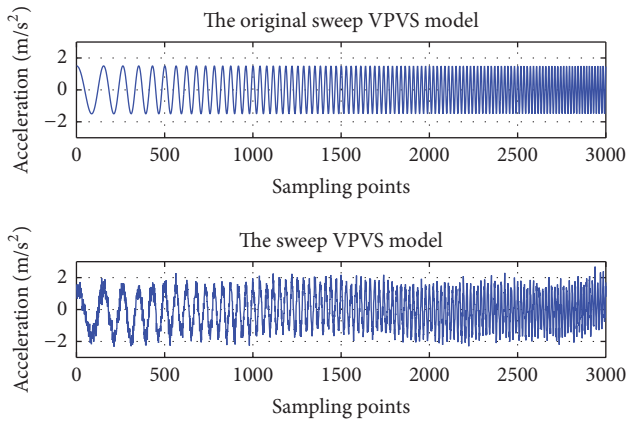 The original sweep VPVS model
Acceleration (m/s²)
2
0
−2
0 500 1000 1500 2000 2500 3000
Sampling points
The sweep VPVS model
Acceleration (m/s²)
2
0
−2
0 500 1000 1500 2000 2500 3000
Sampling points